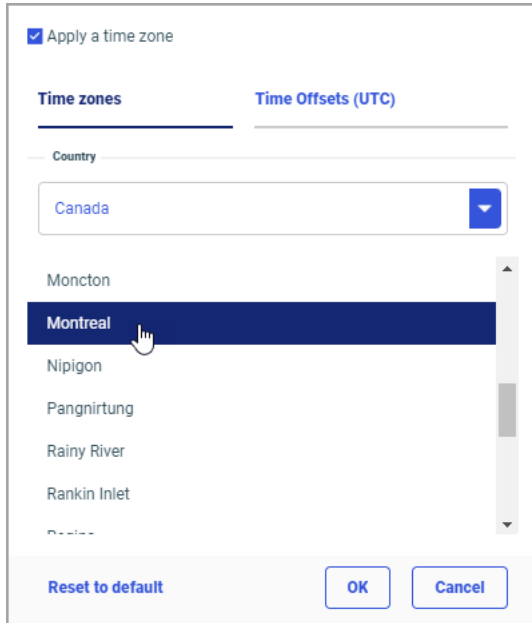 Apply a time zone
Time zones Time Offsets (UTC)
Country
Canada
Moncton
Montreal
Nipigon
Pangnirtung
Rainy River
Rankin Inlet
Reset to default OK Cancel